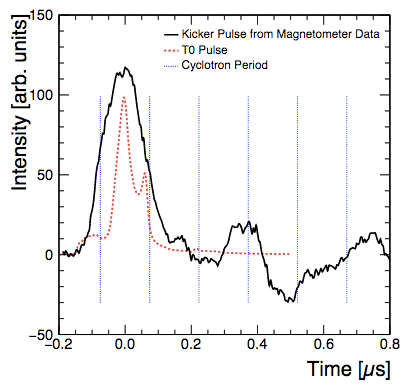 Intensity [arb. units]
150
100
50
0
−50
Kicker Pulse from Magnetometer Data
T0 Pulse
Cyclotron Period
−0.2 0.0 0.2 0.4 0.6 0.8
Time [μs]